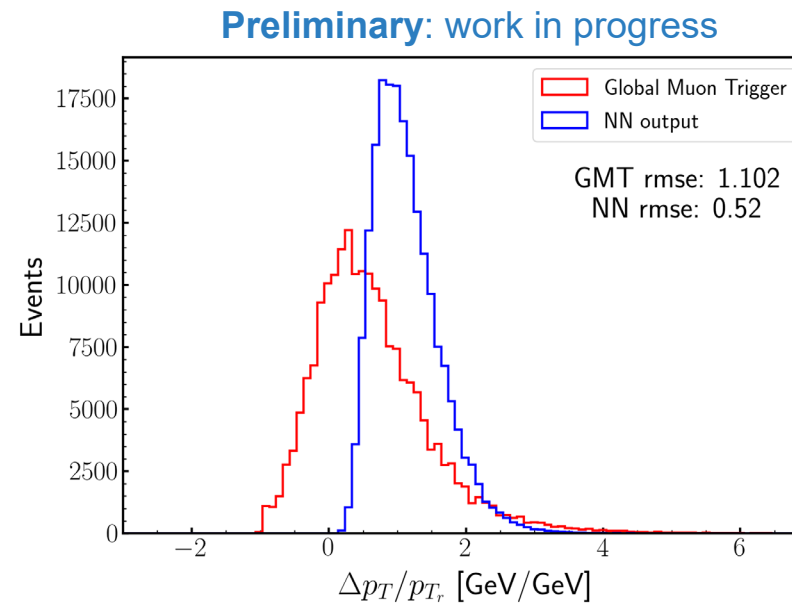 Preliminary: work in progress
Global Muon Trigger
NN output
GMT rmse: 1.102
NN rmse: 0.52
Events
17500
15000
12500
10000
7500
5000
2500
0
−2 0 2 4 6
Δp_T/p_{T_r} [GeV/GeV]